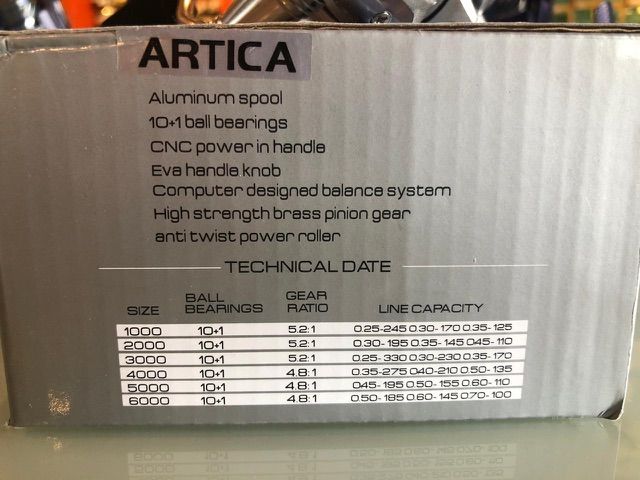 ARTICA
Aluminum spool
10+1 ball bearings
CNC power in handle
Eva handle knob
Computer designed balance system
High strength brass pinion gear
anti twist power roller
TECHNICAL DATE
SIZE BALL BEARINGS GEAR RATIO LINE CAPACITY
1000 10+1 5.2:1 0.25-245 0.30-170 0.35-125
2000 10+1 5.2:1 0.30-195 0.35-145 0.45-110
3000 10+1 5.2:1 0.25-330 0.30-230 0.35-170
4000 10+1 4.8:1 0.35-275 0.40-210 0.50-135
5000 10+1 4.8:1 0.45-195 0.50-155 0.60-110
6000 10+1 4.8:1 0.50-185 0.60-145 0.70-100